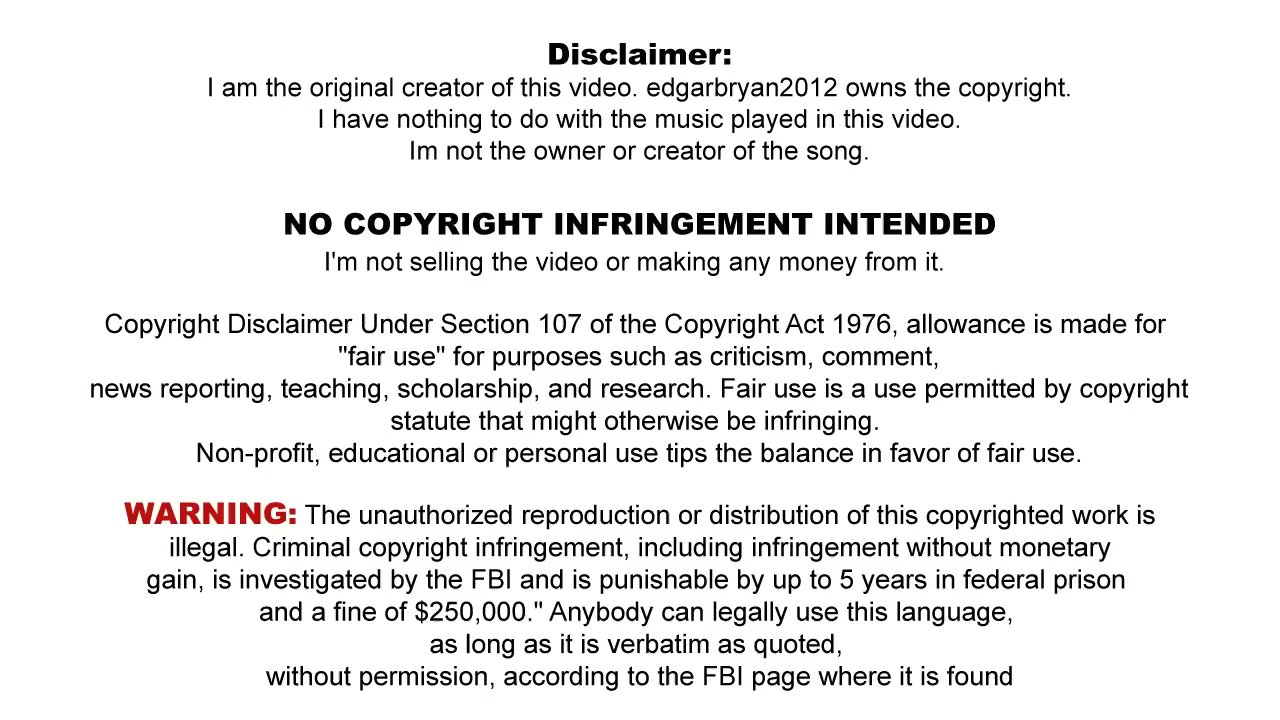 Disclaimer:
I am the original creator of this video. edgarbryan2012 owns the copyright.
I have nothing to do with the music played in this video.
Im not the owner or creator of the song.
NO COPYRIGHT INFRINGEMENT INTENDED
I'm not selling the video or making any money from it.
Copyright Disclaimer Under Section 107 of the Copyright Act 1976, allowance is made for
"fair use" for purposes such as criticism, comment,
news reporting, teaching, scholarship, and research. Fair use is a use permitted by copyright
statute that might otherwise be infringing.
Non-profit, educational or personal use tips the balance in favor of fair use.
WARNING: The unauthorized reproduction or distribution of this copyrighted work is
illegal. Criminal copyright infringement, including infringement without monetary
gain, is investigated by the FBI and is punishable by up to 5 years in federal prison
and a fine of $250,000." Anybody can legally use this language,
as long as it is verbatim as quoted,
without permission, according to the FBI page where it is found